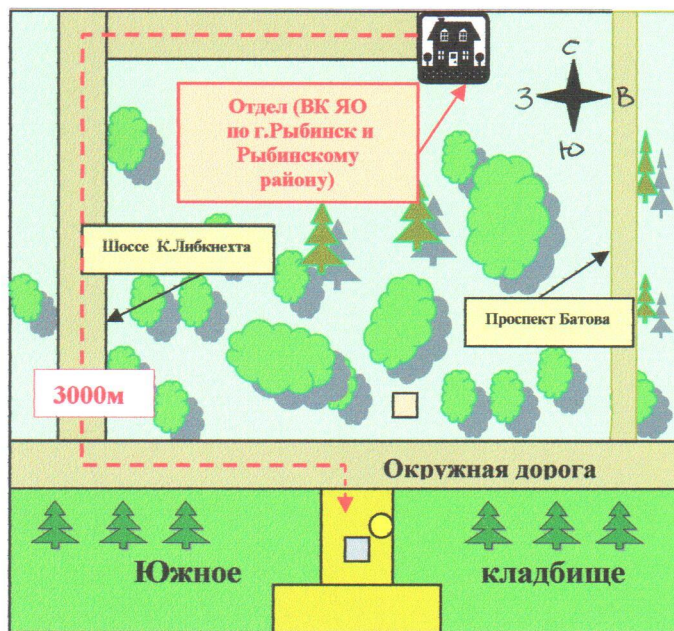 С
З
В
Ю
Отдел (ВК ЯО
по г.Рыбинск и
Рыбинскому
району)
Шоссе К.Либкнехта
Проспект Батова
3000м
Окружная дорога
Южное
кладбище